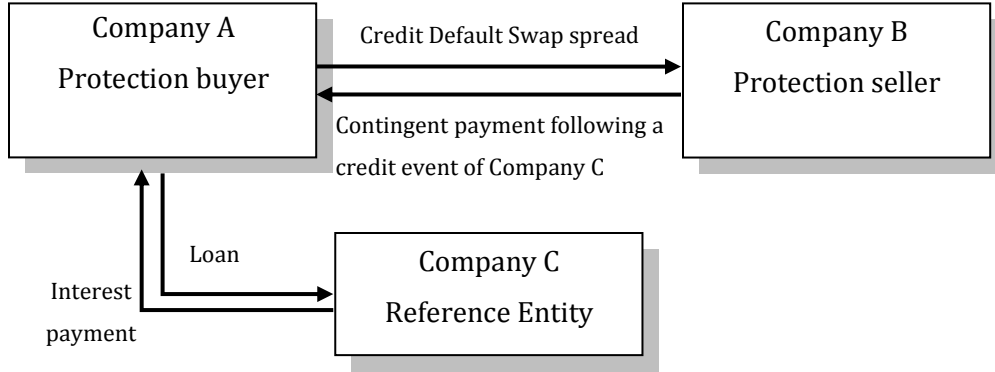 Company A
Protection buyer
Credit Default Swap spread
Company B
Protection seller
Contingent payment following a
credit event of Company C
Loan
Interest
payment
Company C
Reference Entity